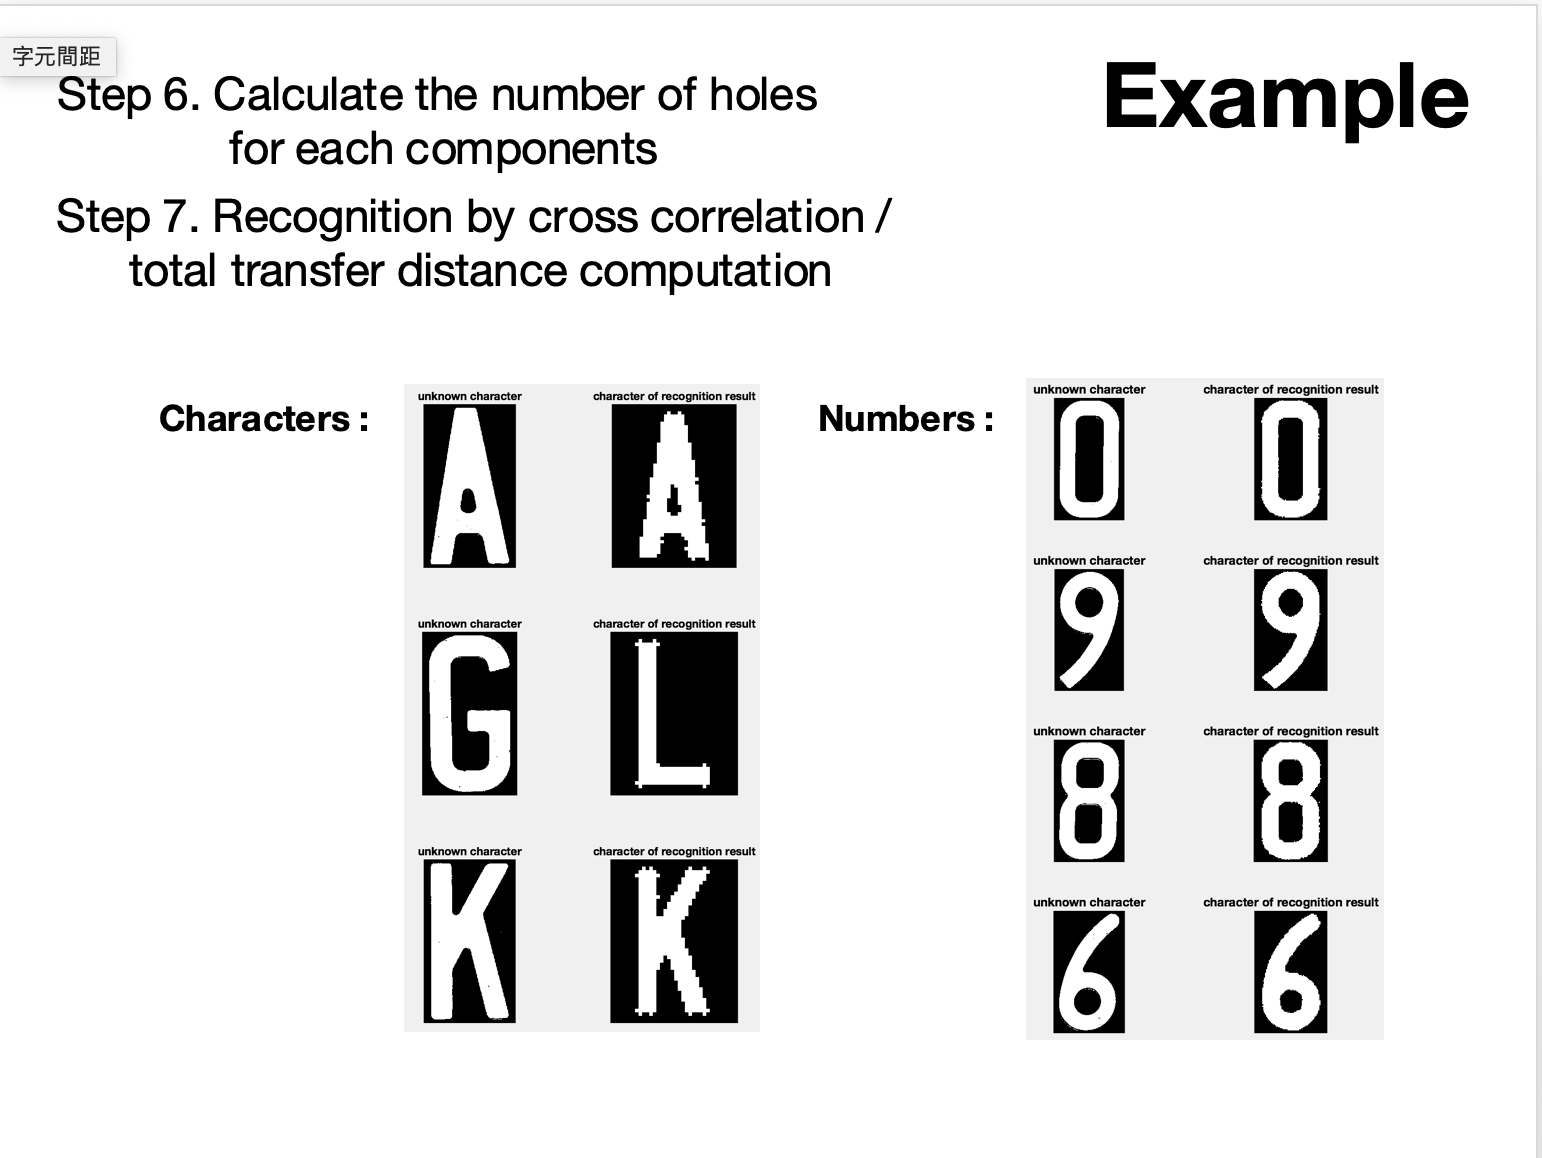 字元間距
Example
Step 6. Calculate the number of holes
for each components
Step 7. Recognition by cross correlation /
total transfer distance computation
Characters :
unknown character character of recognition result
A A
unknown character character of recognition result
G L
unknown character character of recognition result
K K
Numbers :
unknown character character of recognition result
0 0
unknown character character of recognition result
9 9
unknown character character of recognition result
8 8
unknown character character of recognition result
6 6